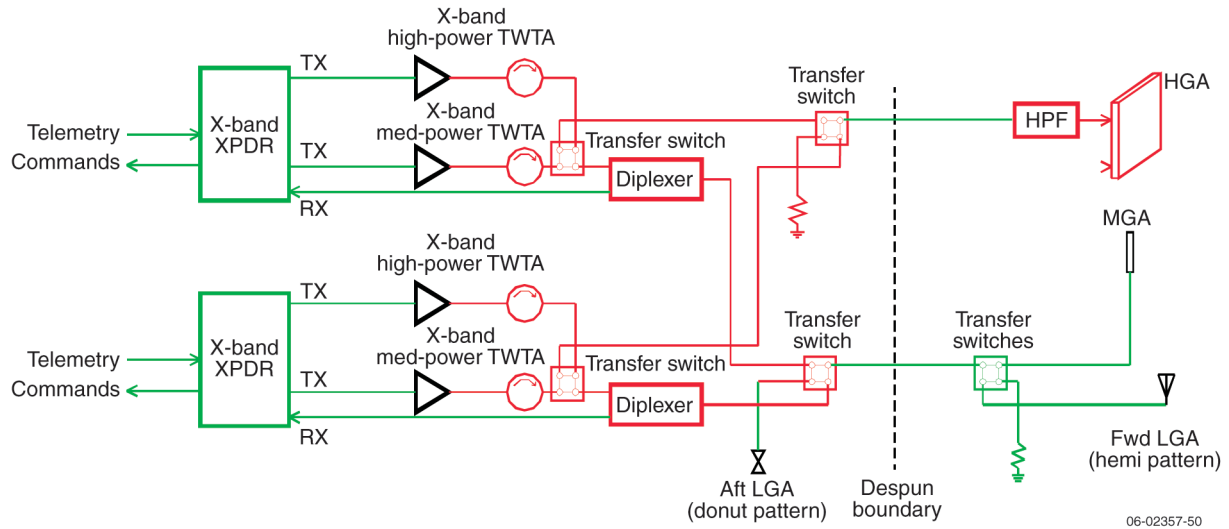 X-band
high-power TWTA
TX
Transfer
switch
HGA
X-band
XPDR
HPF
Telemetry
Commands
X-band
med-power TWTA
TX
Transfer switch
Diplexer
RX
MGA
X-band
high-power TWTA
TX
Transfer
switch
Transfer
switches
X-band
XPDR
Telemetry
Commands
X-band
med-power TWTA
TX
Transfer switch
Diplexer
RX
Aft LGA
(donut pattern)
Despun
boundary
Fwd LGA
(hemi pattern)
06-02357-50